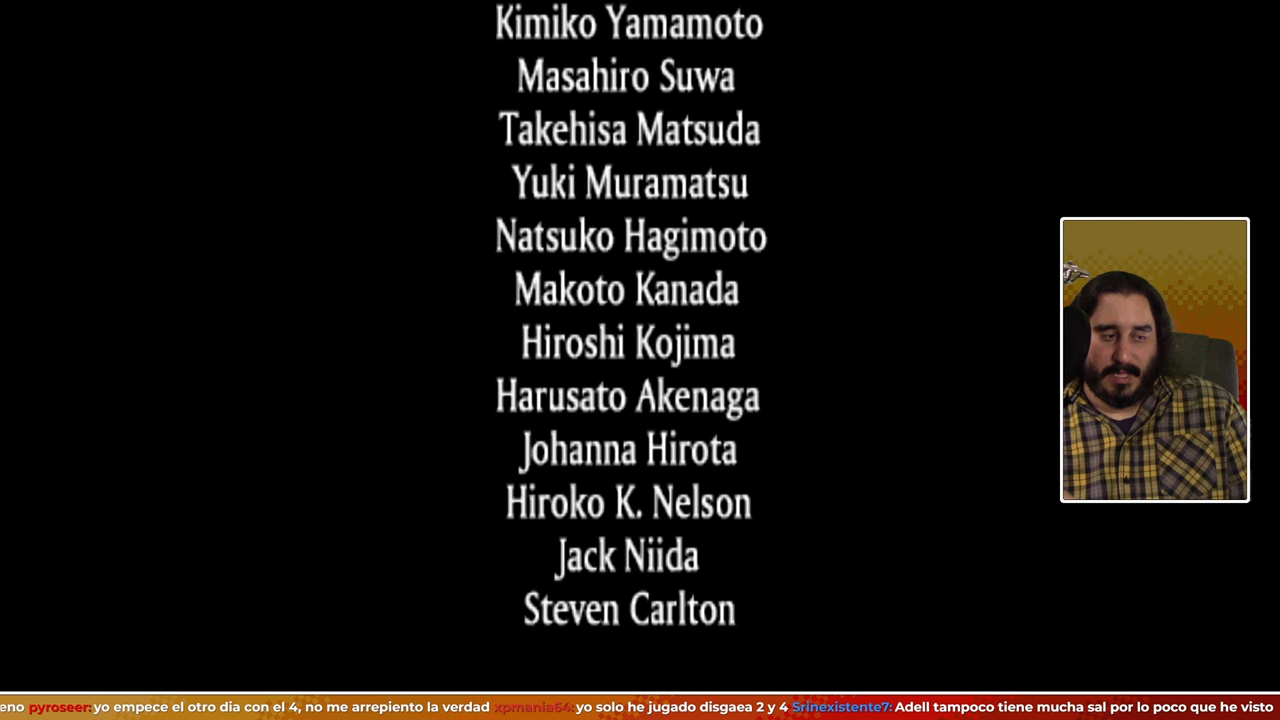 Kimiko Yamamoto
Masahiro Suwa
Takehisa Matsuda
Yuki Muramatsu
Natsuko Hagimoto
Makoto Kanada
Hiroshi Kojima
Harusato Akenaga
Johanna Hirota
Hiroko K. Nelson
Jack Niida
Steven Carlton
eno pyroseer: yo empece el otro dia con el 4, no me arrepiento la verdad xpmania64: yo solo he jugado disgaea 2 y 4 Srinexistente7: Adell tampoco tiene mucha sal por lo poco que he visto